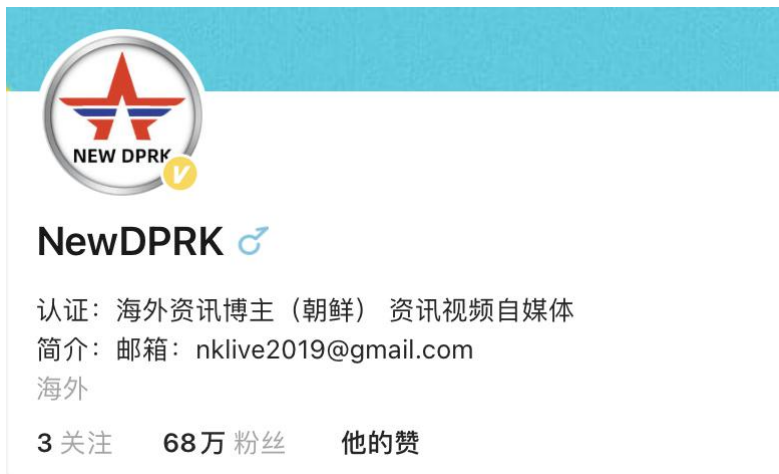 NEW DPRK
V
NewDPRK
认证：海外资讯博主（朝鲜） 资讯视频自媒体
简介：邮箱：nklive2019@gmail.com
海外
3 关注 68万 粉丝 他的赞